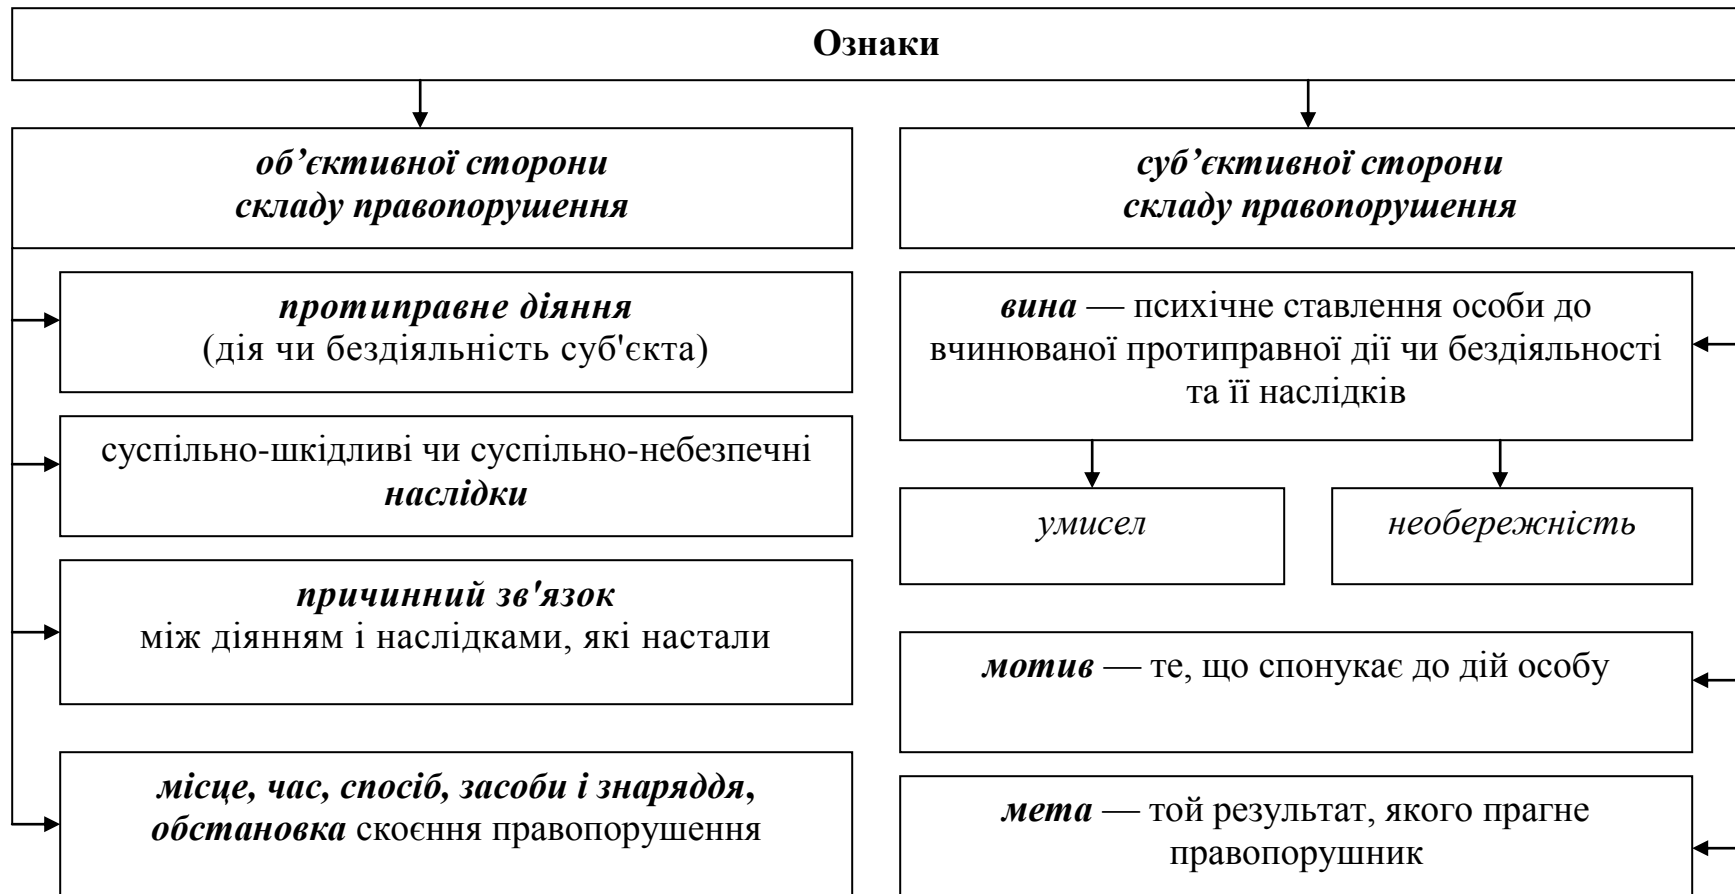 Ознаки
об’єктивної сторони
складу правопорушення
протиправне діяння
(дія чи бездіяльність суб'єкта)
суспільно-шкідливі чи суспільно-небезпечні
наслідки
причинний зв'язок
між діянням і наслідками, які настали
місце, час, спосіб, засоби і знаряддя,
обстановка скоєння правопорушення
суб’єктивної сторони
складу правопорушення
вина — психічне ставлення особи до
вчинюваної протиправної дії чи бездіяльності
та її наслідків
умисел
необережність
мотив — те, що спонукає до дій особу
мета — той результат, якого прагне
правопорушник